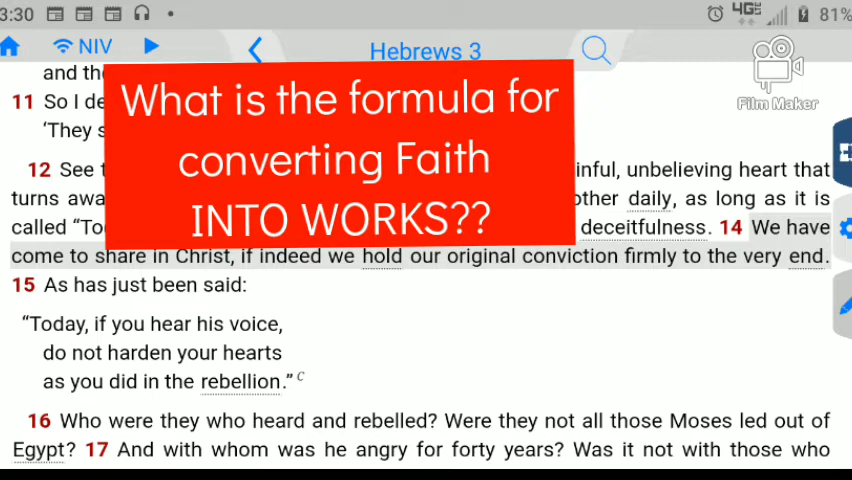 3:30 4GE 81%
NIV Hebrews 3
Film Maker
and the
11 So I de
‘They s
What is the formula for
converting Faith
INTO WORKS??
12 See inful, unbelieving heart that
turns awa other daily, as long as it is
called “To deceitfulness. 14 We have
come to share in Christ, if indeed we hold our original conviction firmly to the very end.
15 As has just been said:
“Today, if you hear his voice,
do not harden your hearts
as you did in the rebellion.” c
16 Who were they who heard and rebelled? Were they not all those Moses led out of
Egypt? 17 And with whom was he angry for forty years? Was it not with those who